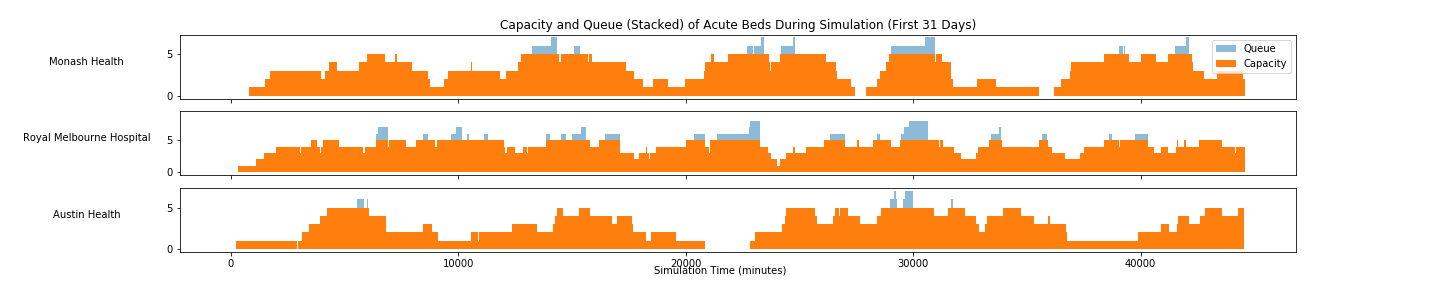 Capacity and Queue (Stacked) of Acute Beds During Simulation (First 31 Days)
Monash Health
5
0
Queue
Capacity
Royal Melbourne Hospital
5
0
Austin Health
5
0
0 10000 20000 30000 40000
Simulation Time (minutes)